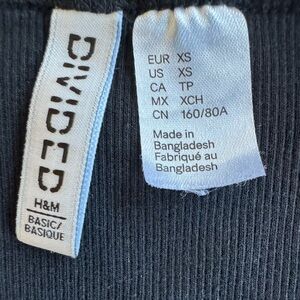 DIVIDED
H&M
BASIC/
BASIQUE
EUR XS
US XS
CA TP
MX XCH
CN 160/80A
Made in
Bangladesh
Fabriqué au
Bangladesh